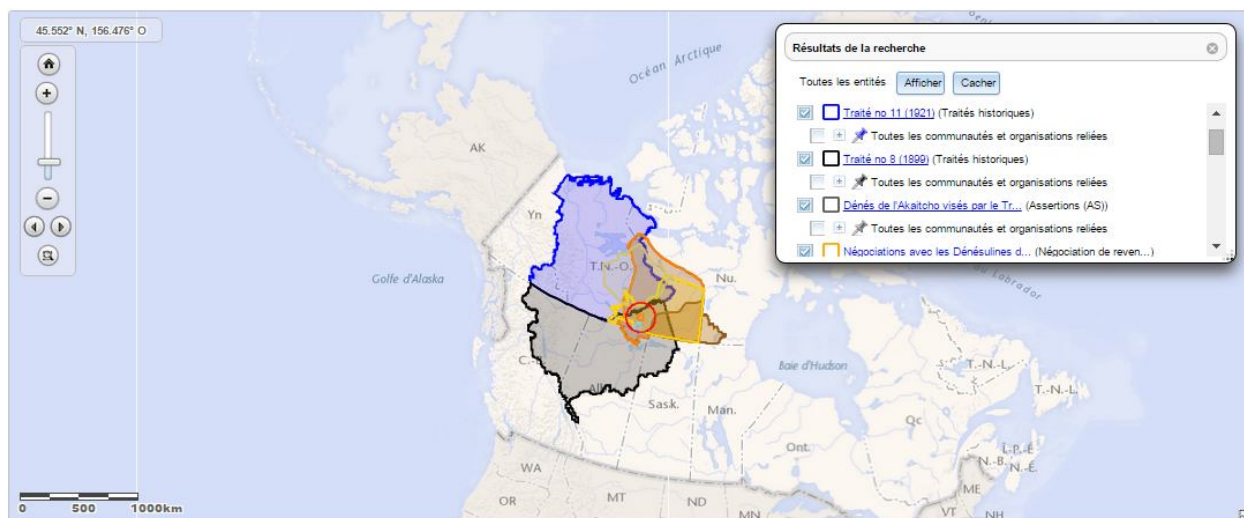 45.552° N, 156.476° O
Résultats de la recherche
Toutes les entités Afficher Cacher
Traité no 11 (1921) (Traités historiques)
Toutes les communautés et organisations reliées
Traité no 8 (1899) (Traités historiques)
Toutes les communautés et organisations reliées
Dénés de l'Akaitcho visés par le Tr... (Assertions (AS))
Toutes les communautés et organisations reliées
Négociations avec les Dénésulines d... (Négociation de reven...)
Océan Arctique
AK
Yn
T.N.-O.
Nu.
du Labrador
Golfe d'Alaska
C.-
Alb
Sask.
Man.
Baie d'Hudson
Ont.
Qc
T.-N.-L.
T.-N.-L.
Î.-P.-É
N.-B.
N.-É.
WA
OR
MT
ND
MN
ME
VT
NH
0 500 1000km